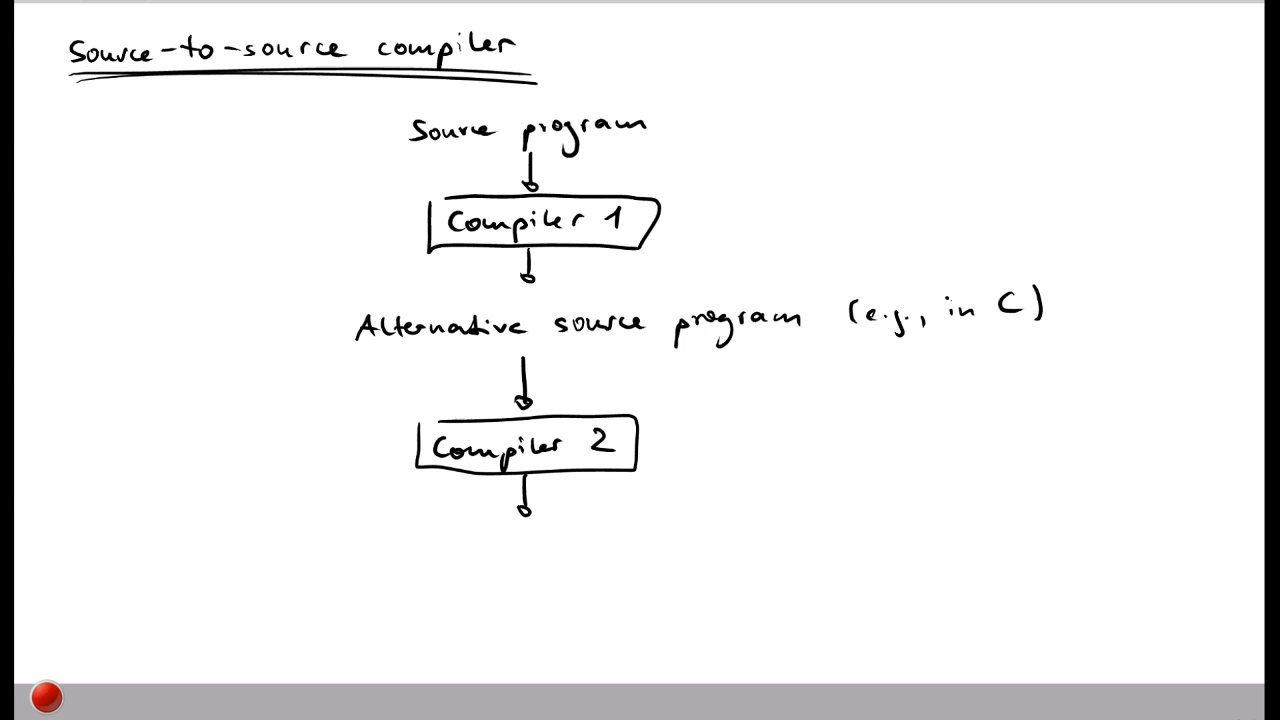 Source-to-source compiler
Source program
Compiler 1
Alternative source program (e.g., in C)
Compiler 2